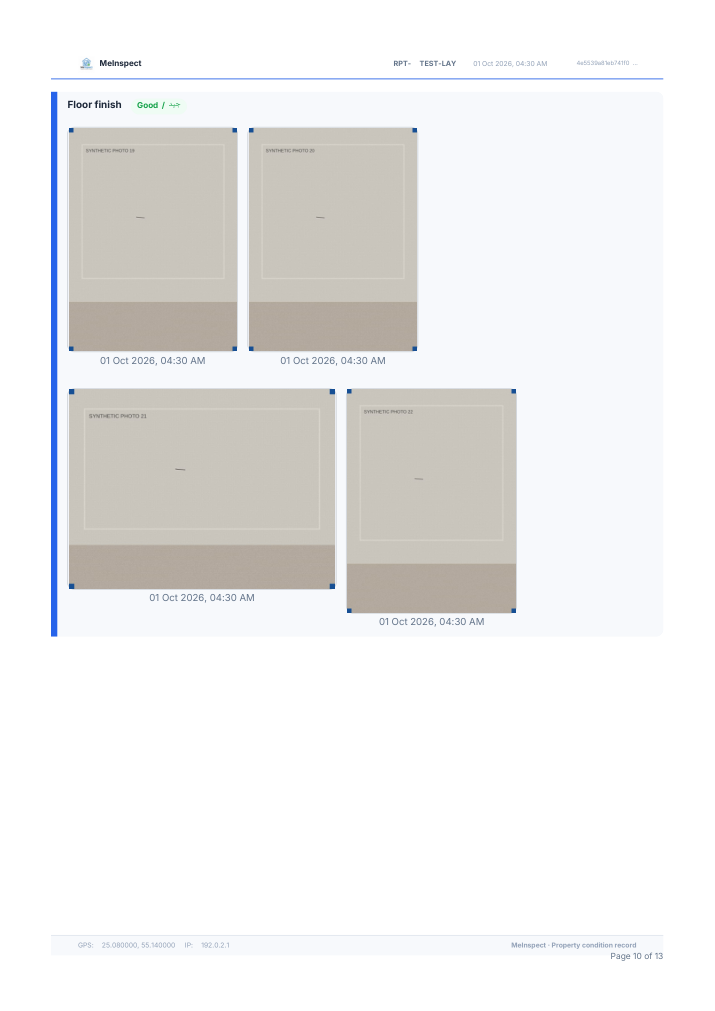 MeInspect
RPT- TEST-LAY 01 Oct 2026, 04:30 AM
Floor finish Good /
SYNTHETIC PHOTO 19
SYNTHETIC PHOTO 20
01 Oct 2026, 04:30 AM
01 Oct 2026, 04:30 AM
SYNTHETIC PHOTO 21
SYNTHETIC PHOTO 22
01 Oct 2026, 04:30 AM
01 Oct 2026, 04:30 AM
GPS: 25.080000, 55.140000 IP: 192.0.2.1
MeInspect · Property condition record
Page 10 of 13